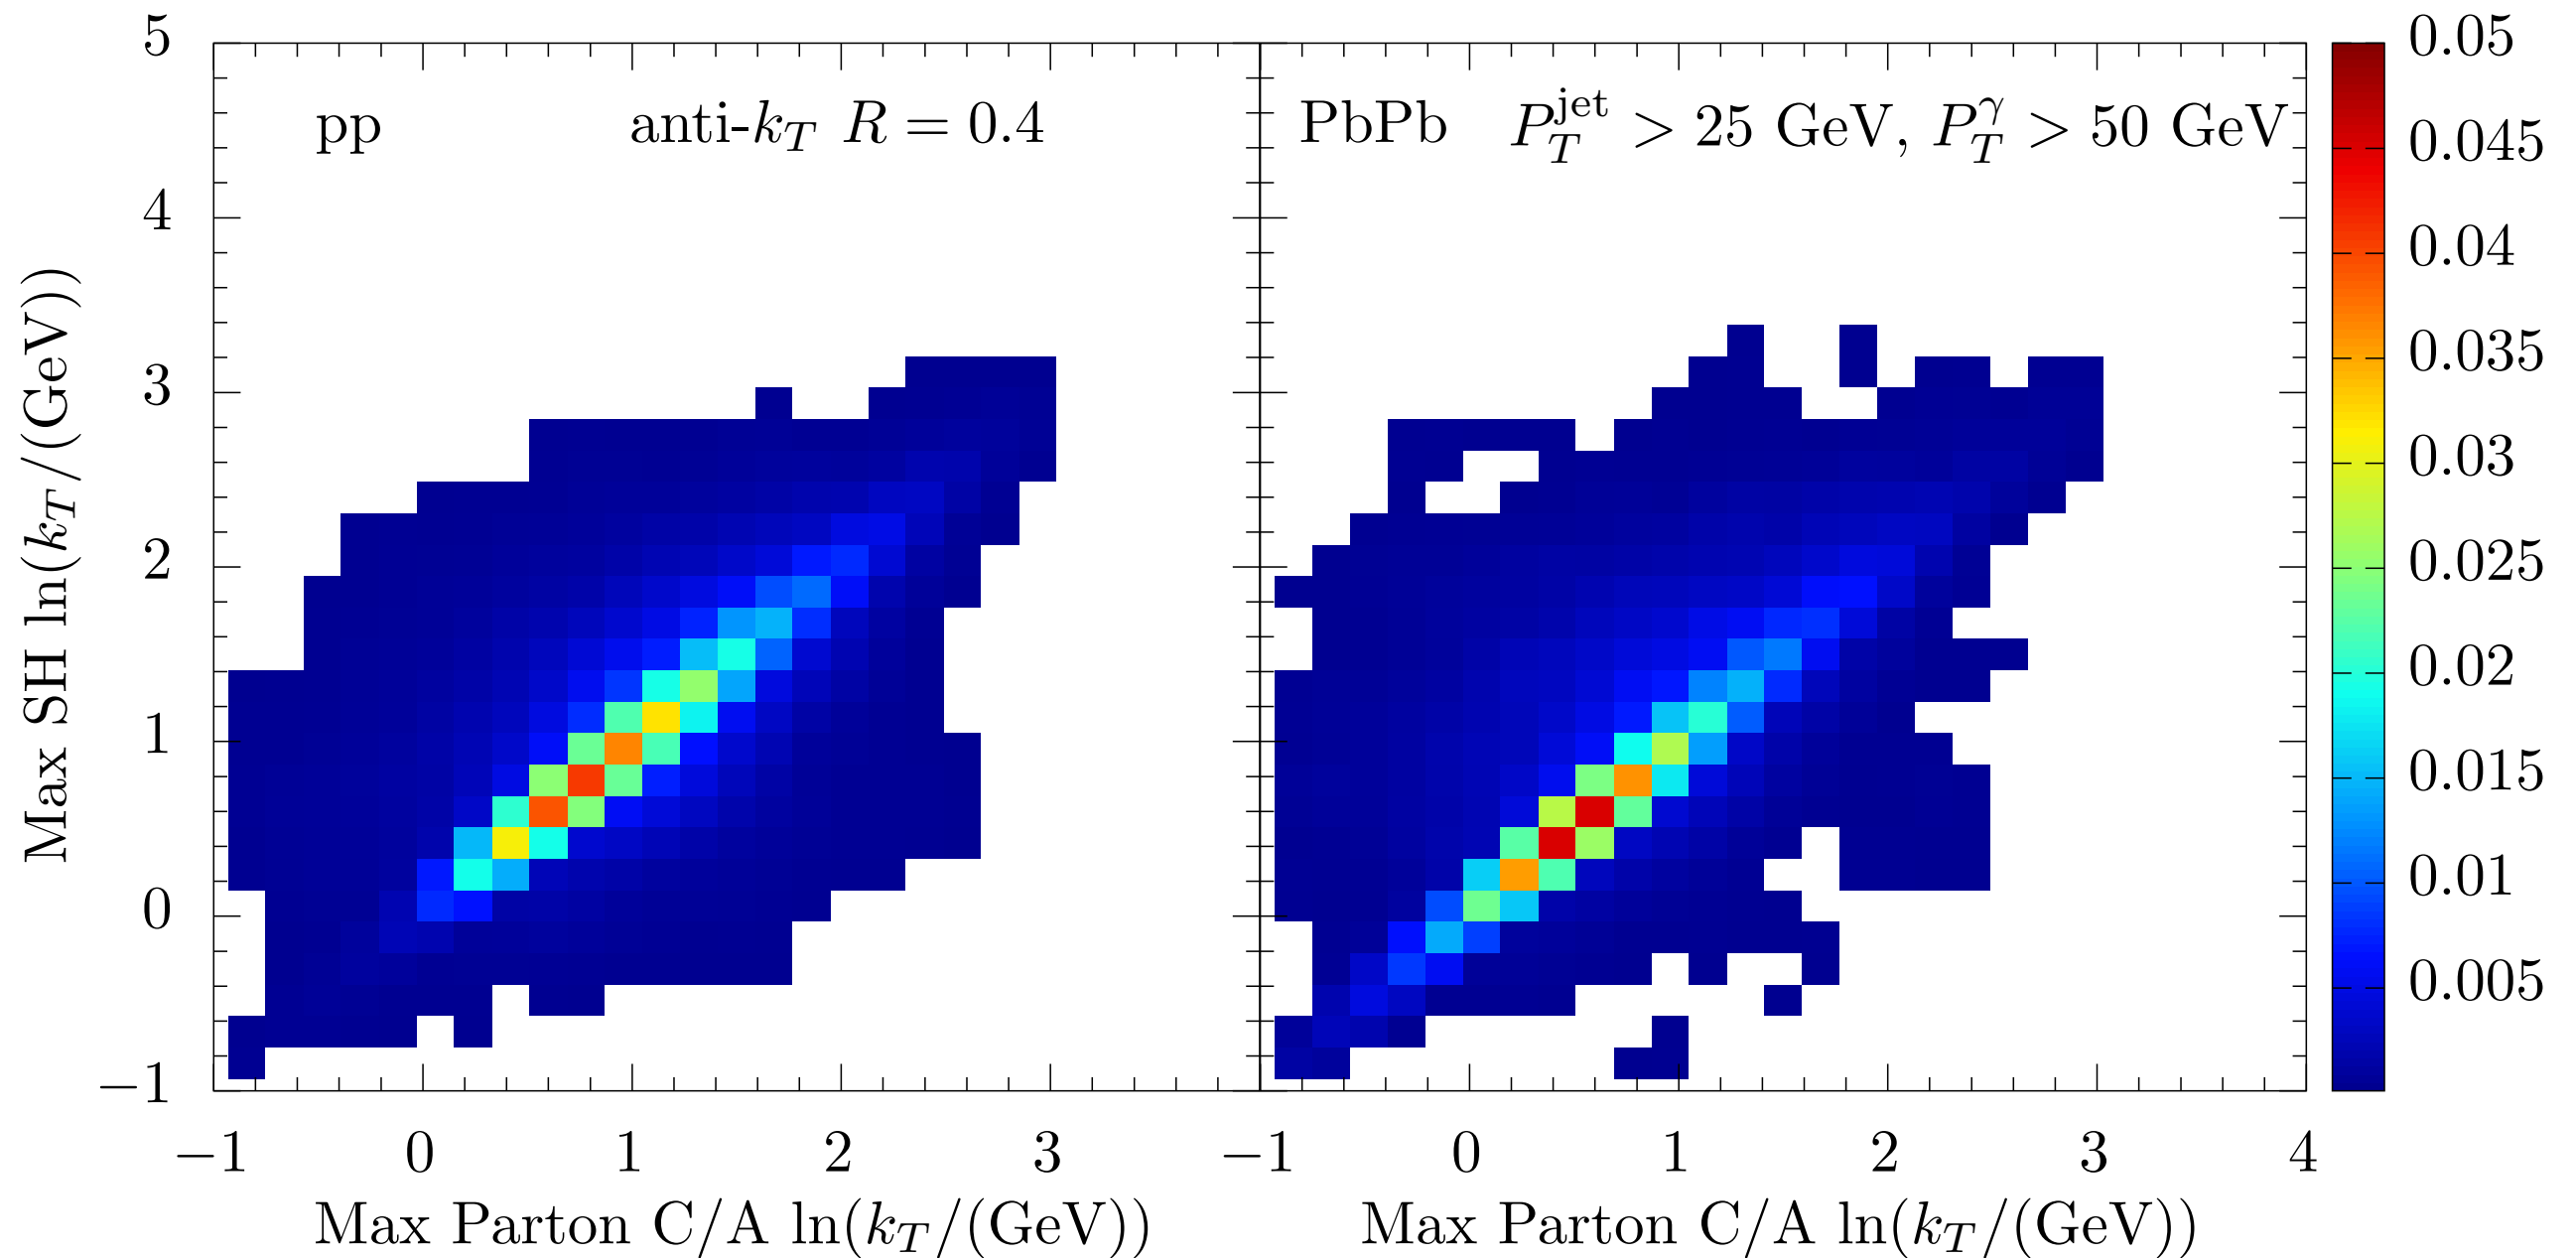 pp anti-k_T R = 0.4
PbPb P_T^jet > 25 GeV, P_T^γ > 50 GeV
Max SH ln(k_T/(GeV))
5
4
3
2
1
0
−1
−1 0 1 2 3
−1 0 1 2 3 4
Max Parton C/A ln(k_T/(GeV))
Max Parton C/A ln(k_T/(GeV))
0.05
0.045
0.04
0.035
0.03
0.025
0.02
0.015
0.01
0.005